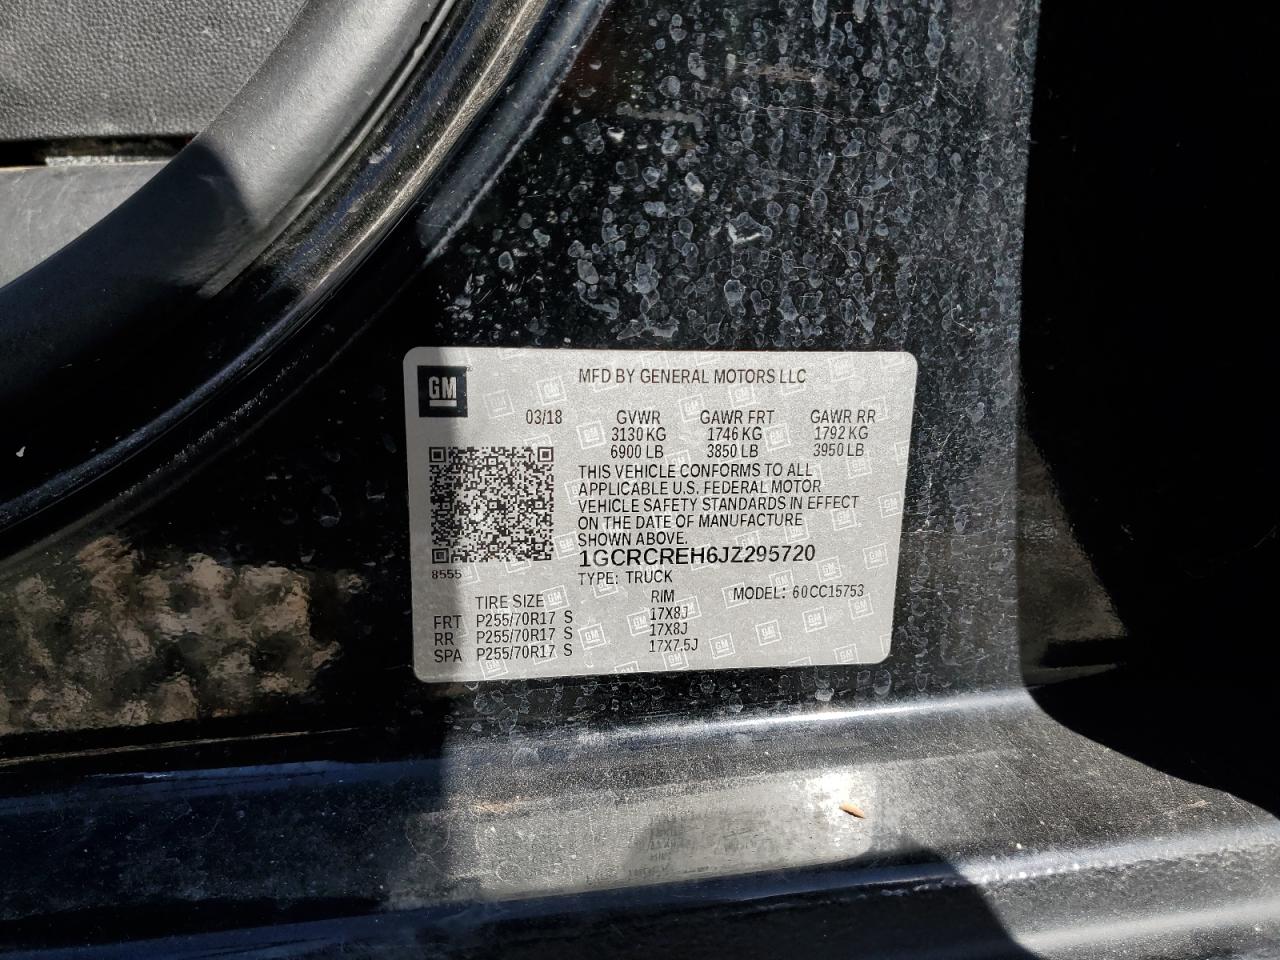 GM
MFD BY GENERAL MOTORS LLC
03/18 GVWR GAWR FRT GAWR RR
3130 KG 1746 KG 1792 KG
6900 LB 3850 LB 3950 LB
THIS VEHICLE CONFORMS TO ALL
APPLICABLE U.S. FEDERAL MOTOR
VEHICLE SAFETY STANDARDS IN EFFECT
ON THE DATE OF MANUFACTURE
SHOWN ABOVE.
8555
1GCRCREH6JZ295720
TYPE: TRUCK
MODEL: 60CC15753
TIRE SIZE RIM
FRT P255/70R17 S 17X8J
RR P255/70R17 S 17X8J
SPA P255/70R17 S 17X7.5J